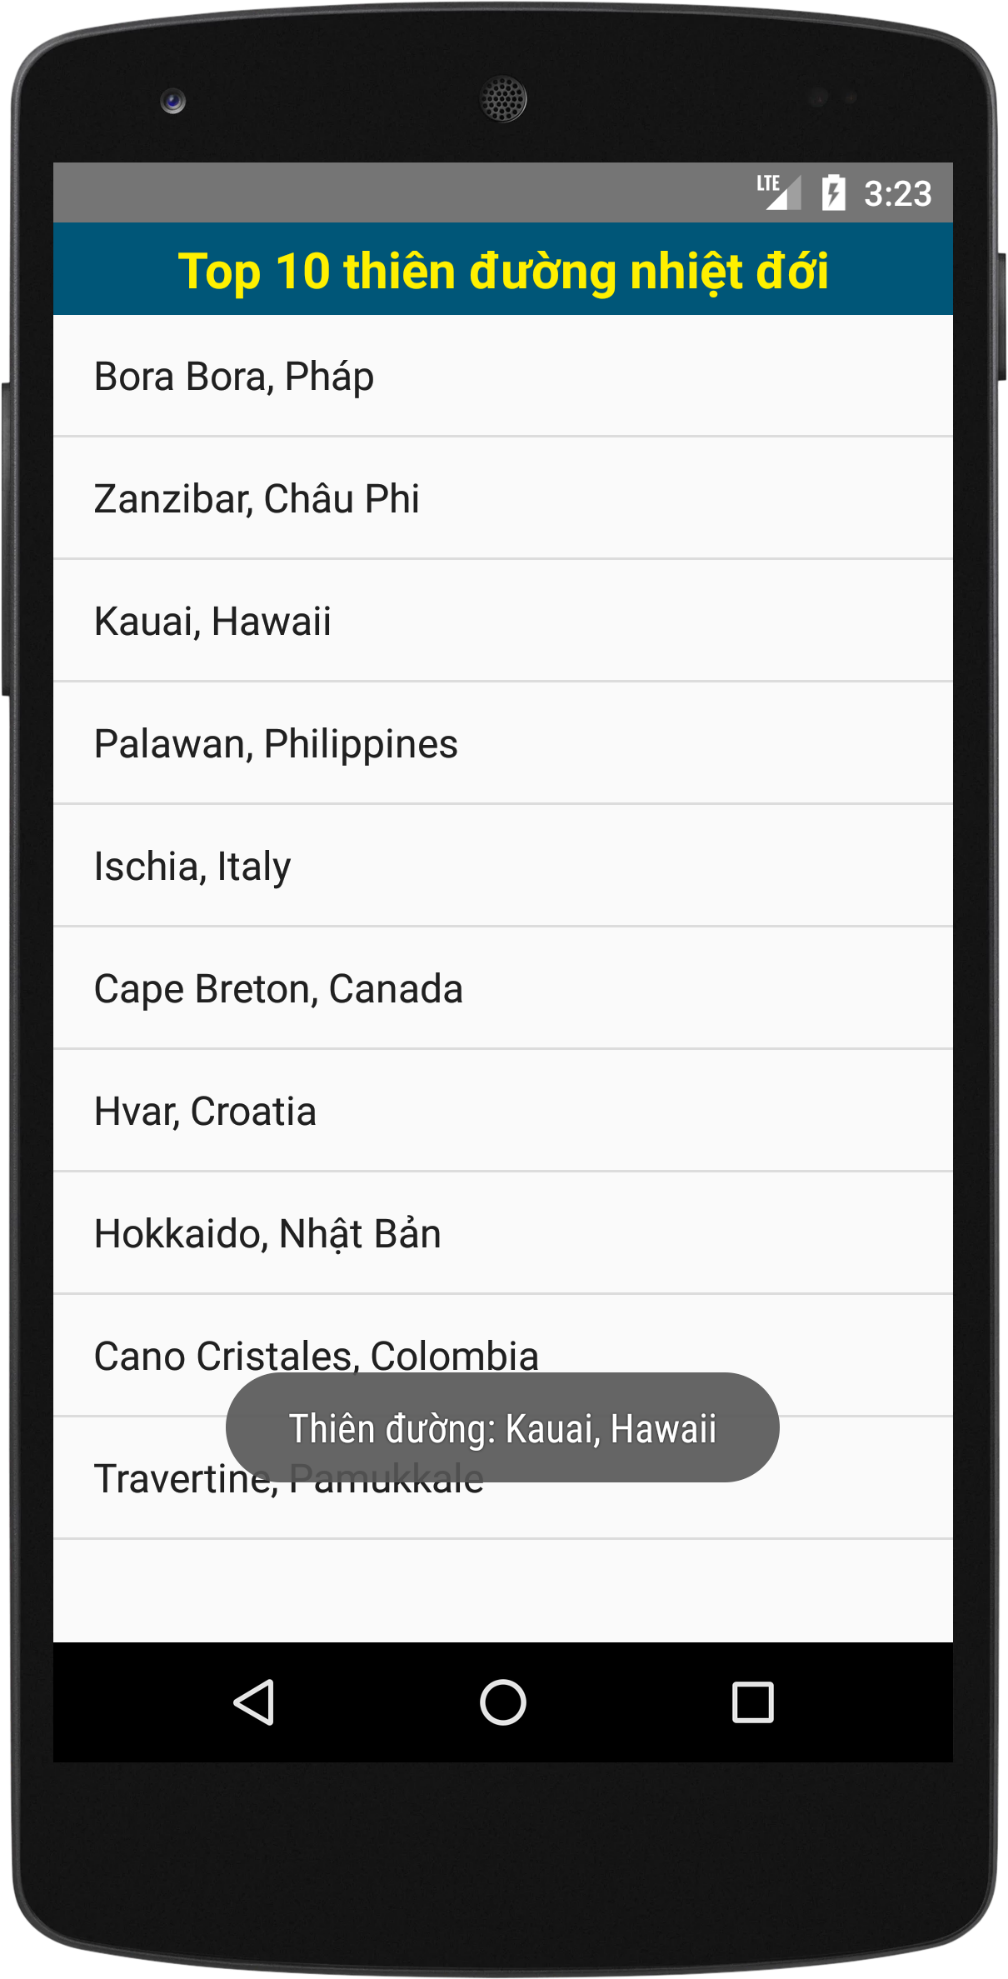 LTE 3:23
Top 10 thiên đường nhiệt đới
Bora Bora, Pháp
Zanzibar, Châu Phi
Kauai, Hawaii
Palawan, Philippines
Ischia, Italy
Cape Breton, Canada
Hvar, Croatia
Hokkaido, Nhật Bản
Cano Cristales, Colombia
Thiên đường: Kauai, Hawaii
Travertine, Pamukkale